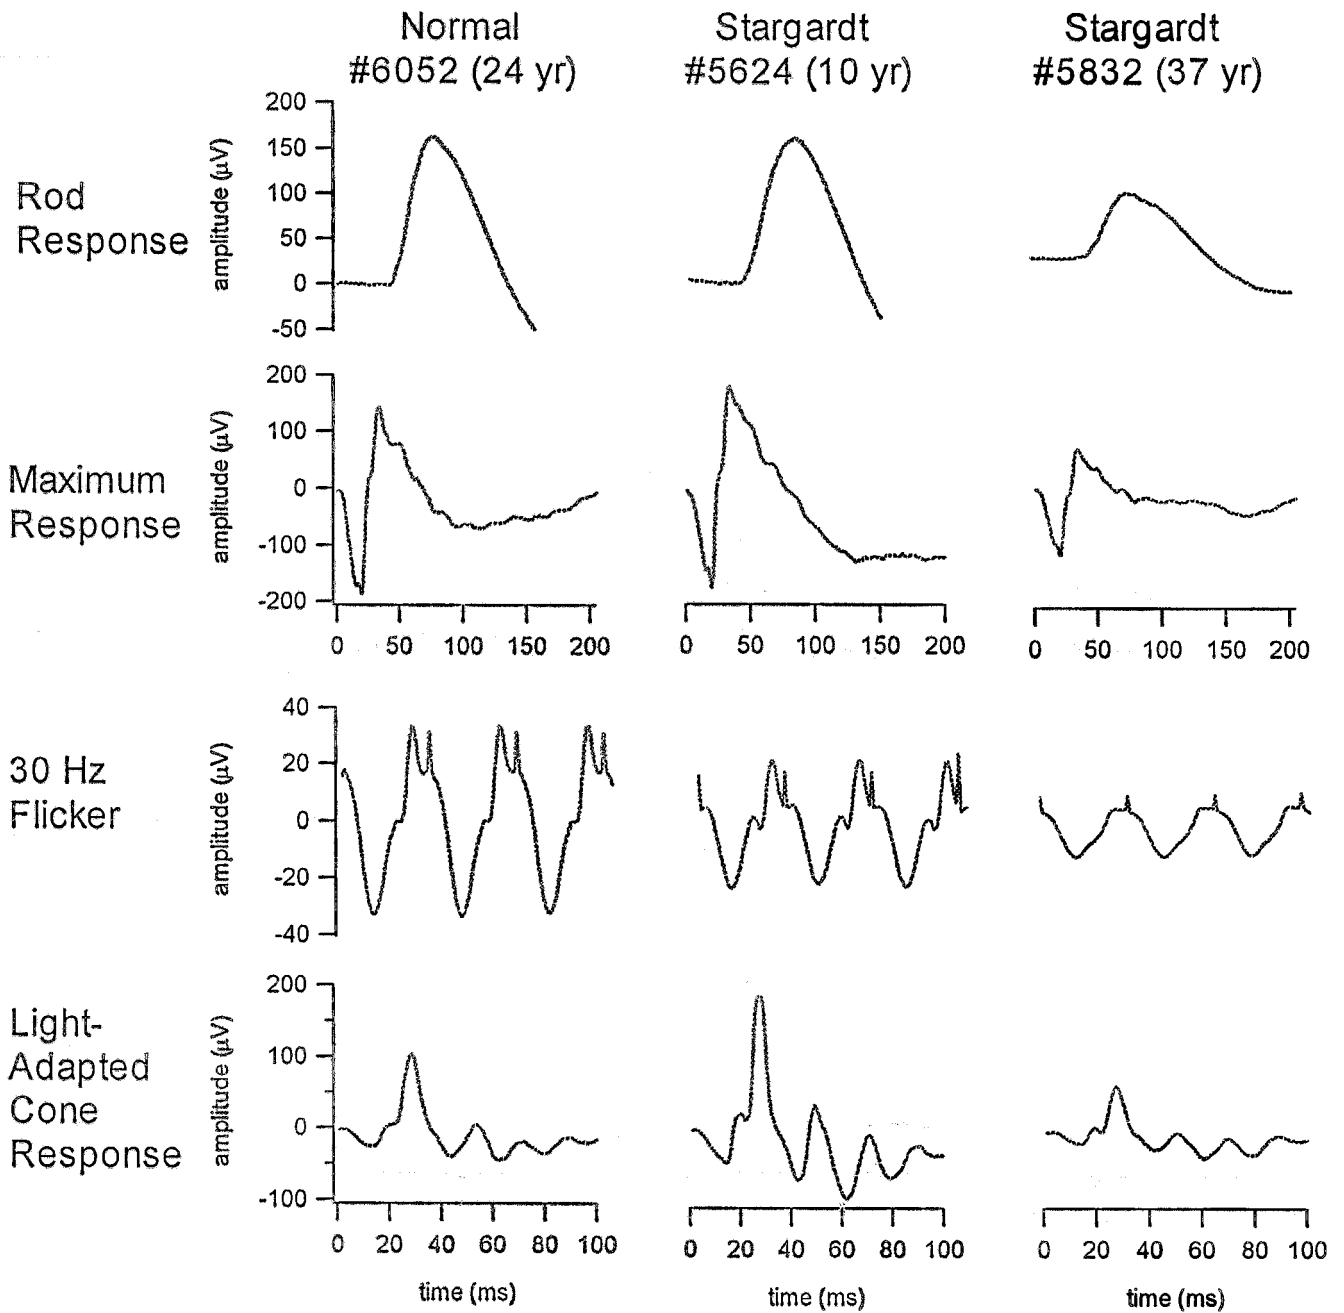 Normal
#6052 (24 yr)
Stargardt
#5624 (10 yr)
Stargardt
#5832 (37 yr)
Rod
Response
amplitude (µV)
200
150
100
50
0
-50
Maximum
Response
amplitude (µV)
200
100
0
-100
-200
0 50 100 150 200
0 50 100 150 200
0 50 100 150 200
30 Hz
Flicker
amplitude (µV)
40
20
0
-20
-40
Light-
Adapted
Cone
Response
amplitude (µV)
200
100
0
-100
0 20 40 60 80 100
0 20 40 60 80 100
0 20 40 60 80 100
time (ms)
time (ms)
time (ms)